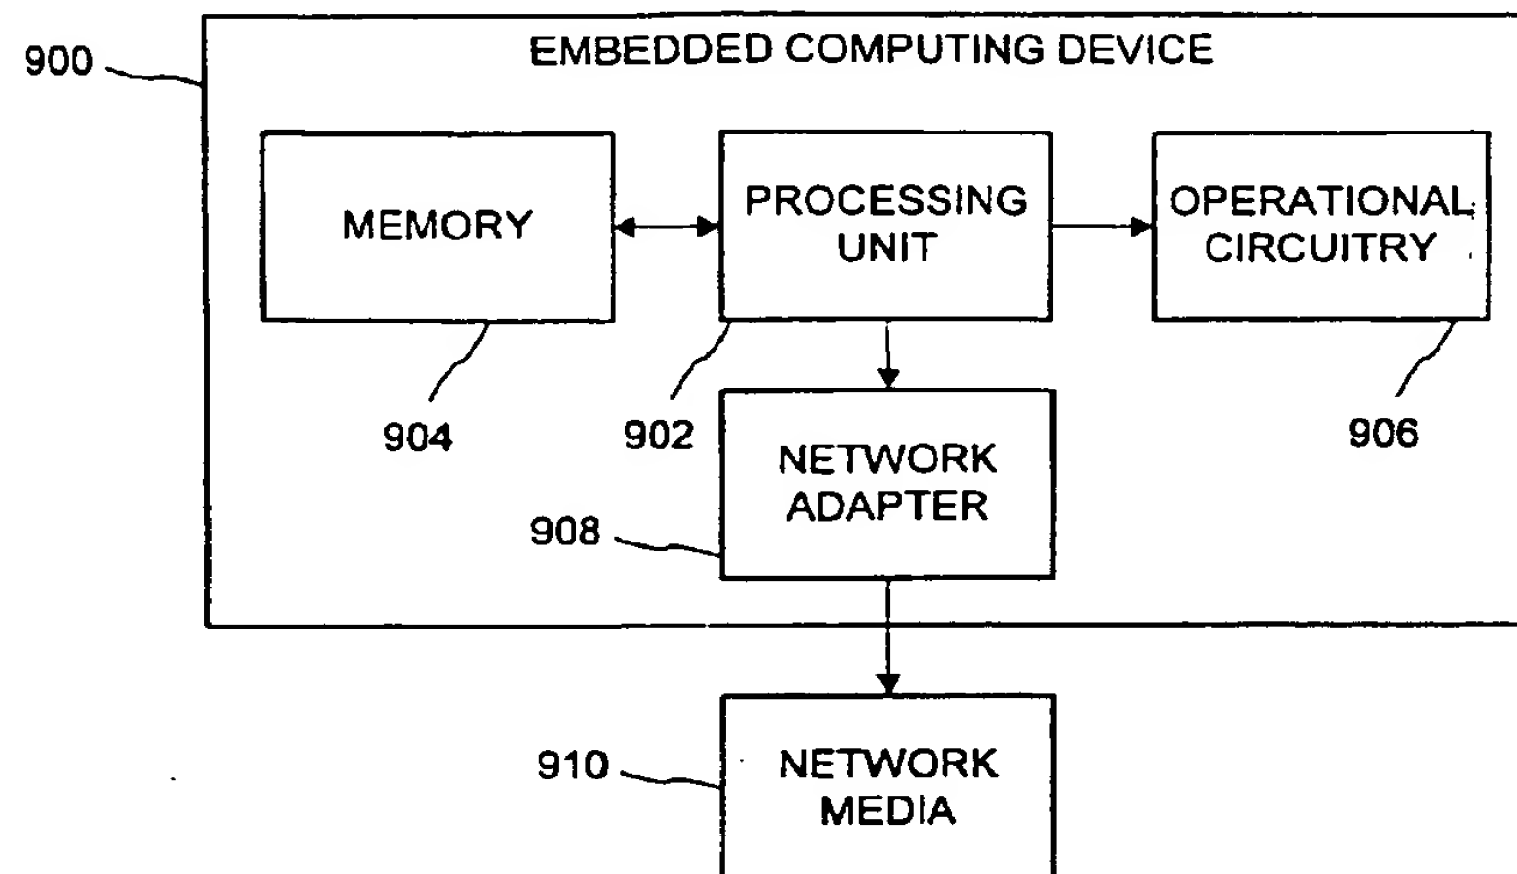 EMBEDDED COMPUTING DEVICE
900
MEMORY
PROCESSING
UNIT
OPERATIONAL
CIRCUITRY
904
902
906
NETWORK
ADAPTER
908
NETWORK
MEDIA
910